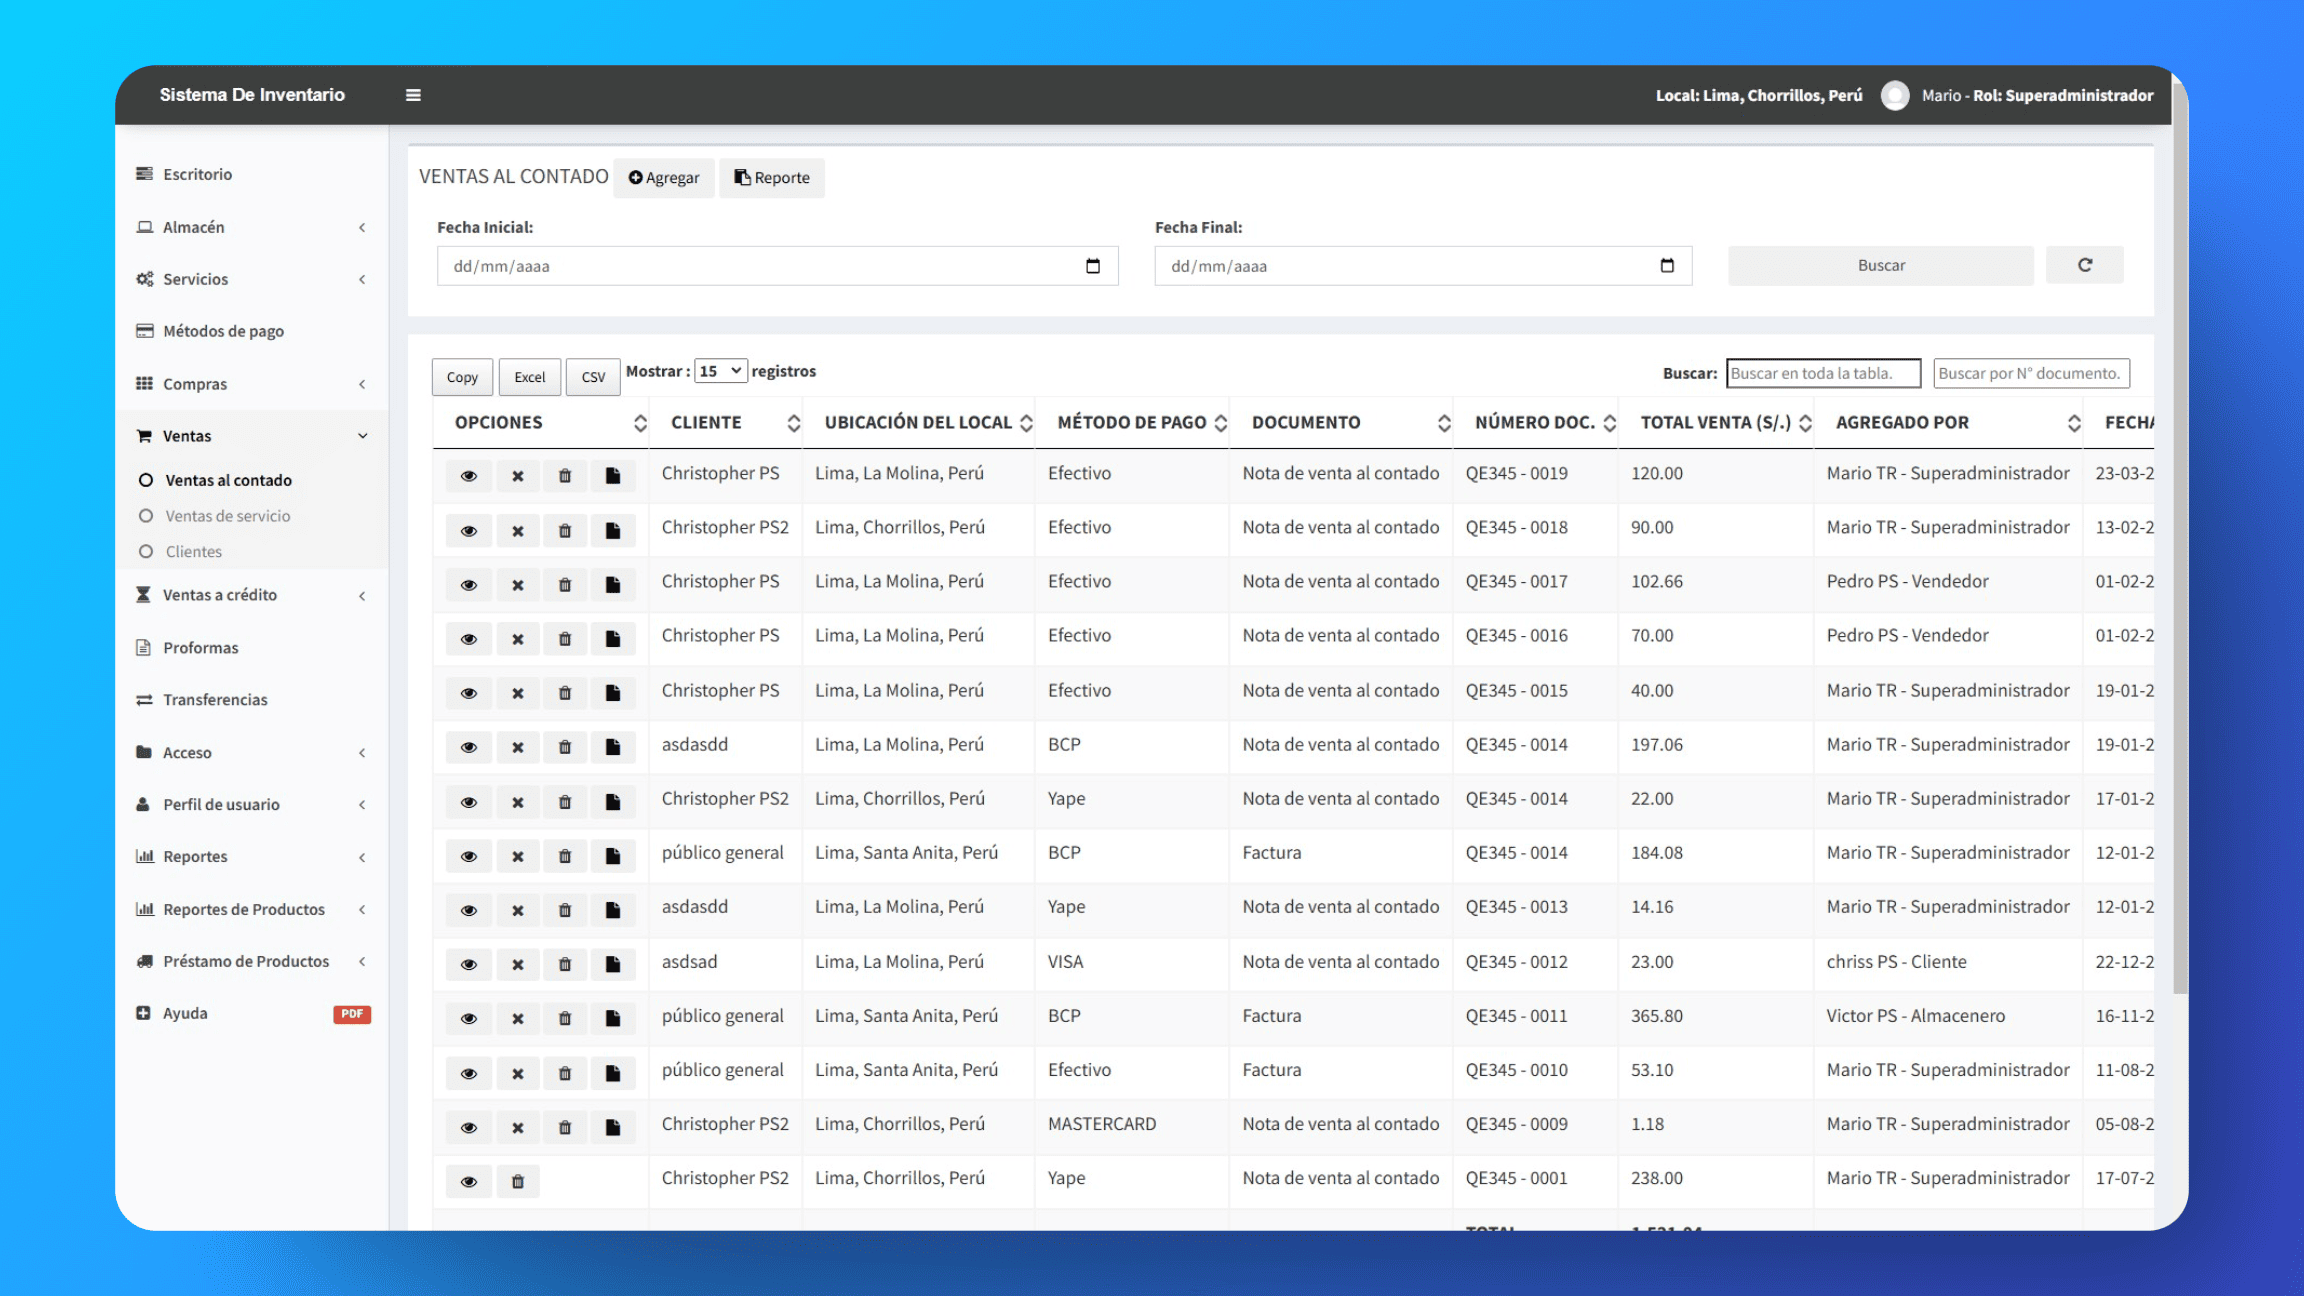 Sistema De Inventario
Local: Lima, Chorrillos, Perú Mario - Rol: Superadministrador
Escritorio
Almacén
Servicios
Métodos de pago
Compras
Ventas
Ventas al contado
Ventas de servicio
Clientes
Ventas a crédito
Proformas
Transferencias
Acceso
Perfil de usuario
Reportes
Reportes de Productos
Préstamo de Productos
Ayuda PDF
VENTAS AL CONTADO Agregar Reporte
Fecha Inicial: Fecha Final:
dd/mm/aaaa dd/mm/aaaa Buscar
Copy Excel CSV Mostrar : 15 registros Buscar: Buscar en toda la tabla. Buscar por N° documento.
OPCIONES CLIENTE UBICACIÓN DEL LOCAL MÉTODO DE PAGO DOCUMENTO NÚMERO DOC. TOTAL VENTA (S/.) AGREGADO POR FECHA
Christopher PS Lima, La Molina, Perú Efectivo Nota de venta al contado QE345 - 0019 120.00 Mario TR - Superadministrador 23-03-2
Christopher PS2 Lima, Chorrillos, Perú Efectivo Nota de venta al contado QE345 - 0018 90.00 Mario TR - Superadministrador 13-02-2
Christopher PS Lima, La Molina, Perú Efectivo Nota de venta al contado QE345 - 0017 102.66 Pedro PS - Vendedor 01-02-2
Christopher PS Lima, La Molina, Perú Efectivo Nota de venta al contado QE345 - 0016 70.00 Pedro PS - Vendedor 01-02-2
Christopher PS Lima, La Molina, Perú Efectivo Nota de venta al contado QE345 - 0015 40.00 Mario TR - Superadministrador 19-01-2
asdasdd Lima, La Molina, Perú BCP Nota de venta al contado QE345 - 0014 197.06 Mario TR - Superadministrador 19-01-2
Christopher PS2 Lima, Chorrillos, Perú Yape Nota de venta al contado QE345 - 0014 22.00 Mario TR - Superadministrador 17-01-2
público general Lima, Santa Anita, Perú BCP Factura QE345 - 0014 184.08 Mario TR - Superadministrador 12-01-2
asdasdd Lima, La Molina, Perú Yape Nota de venta al contado QE345 - 0013 14.16 Mario TR - Superadministrador 12-01-2
asdsad Lima, La Molina, Perú VISA Nota de venta al contado QE345 - 0012 23.00 chriss PS - Cliente 22-12-2
público general Lima, Santa Anita, Perú BCP Factura QE345 - 0011 365.80 Victor PS - Almacenero 16-11-2
público general Lima, Santa Anita, Perú Efectivo Factura QE345 - 0010 53.10 Mario TR - Superadministrador 11-08-2
Christopher PS2 Lima, Chorrillos, Perú MASTERCARD Nota de venta al contado QE345 - 0009 1.18 Mario TR - Superadministrador 05-08-2
Christopher PS2 Lima, Chorrillos, Perú Yape Nota de venta al contado QE345 - 0001 238.00 Mario TR - Superadministrador 17-07-2
TOTAL 1,521.04